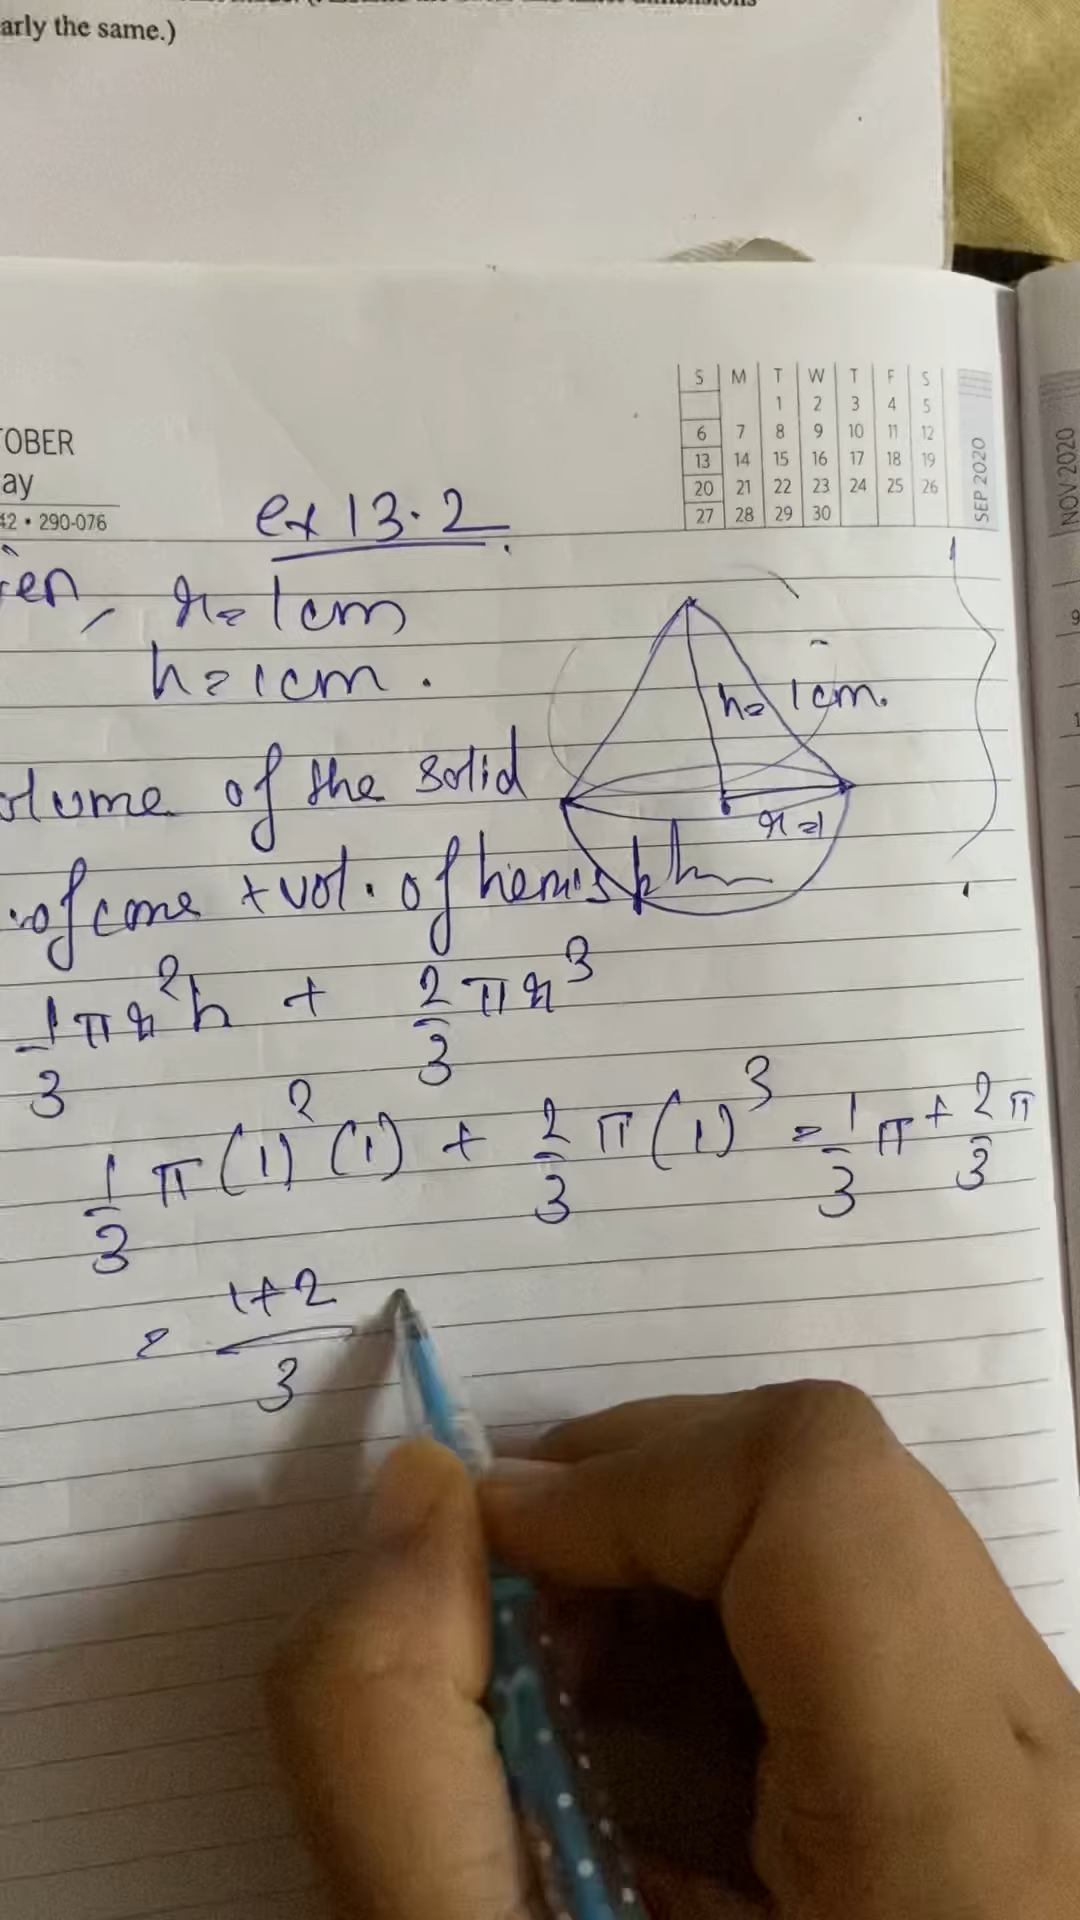 arly the same.)
S M T W T F S
1 2 3 4 5
6 7 8 9 10 11 12
13 14 15 16 17 18 19
20 21 22 23 24 25 26
27 28 29 30
SEP 2020
NOV 2020
TOBER
ay
42 • 290-076
ex 13.2
en, r=1cm
h=1cm.
h=1cm.
r=1
olume of the solid
.of cone + vol. of hemisph
1/3 πr²h + 2/3 πr³
1/3 π(1)²(1) + 2/3 π(1)³ = 1/3 π + 2/3 π
= 1+2/3